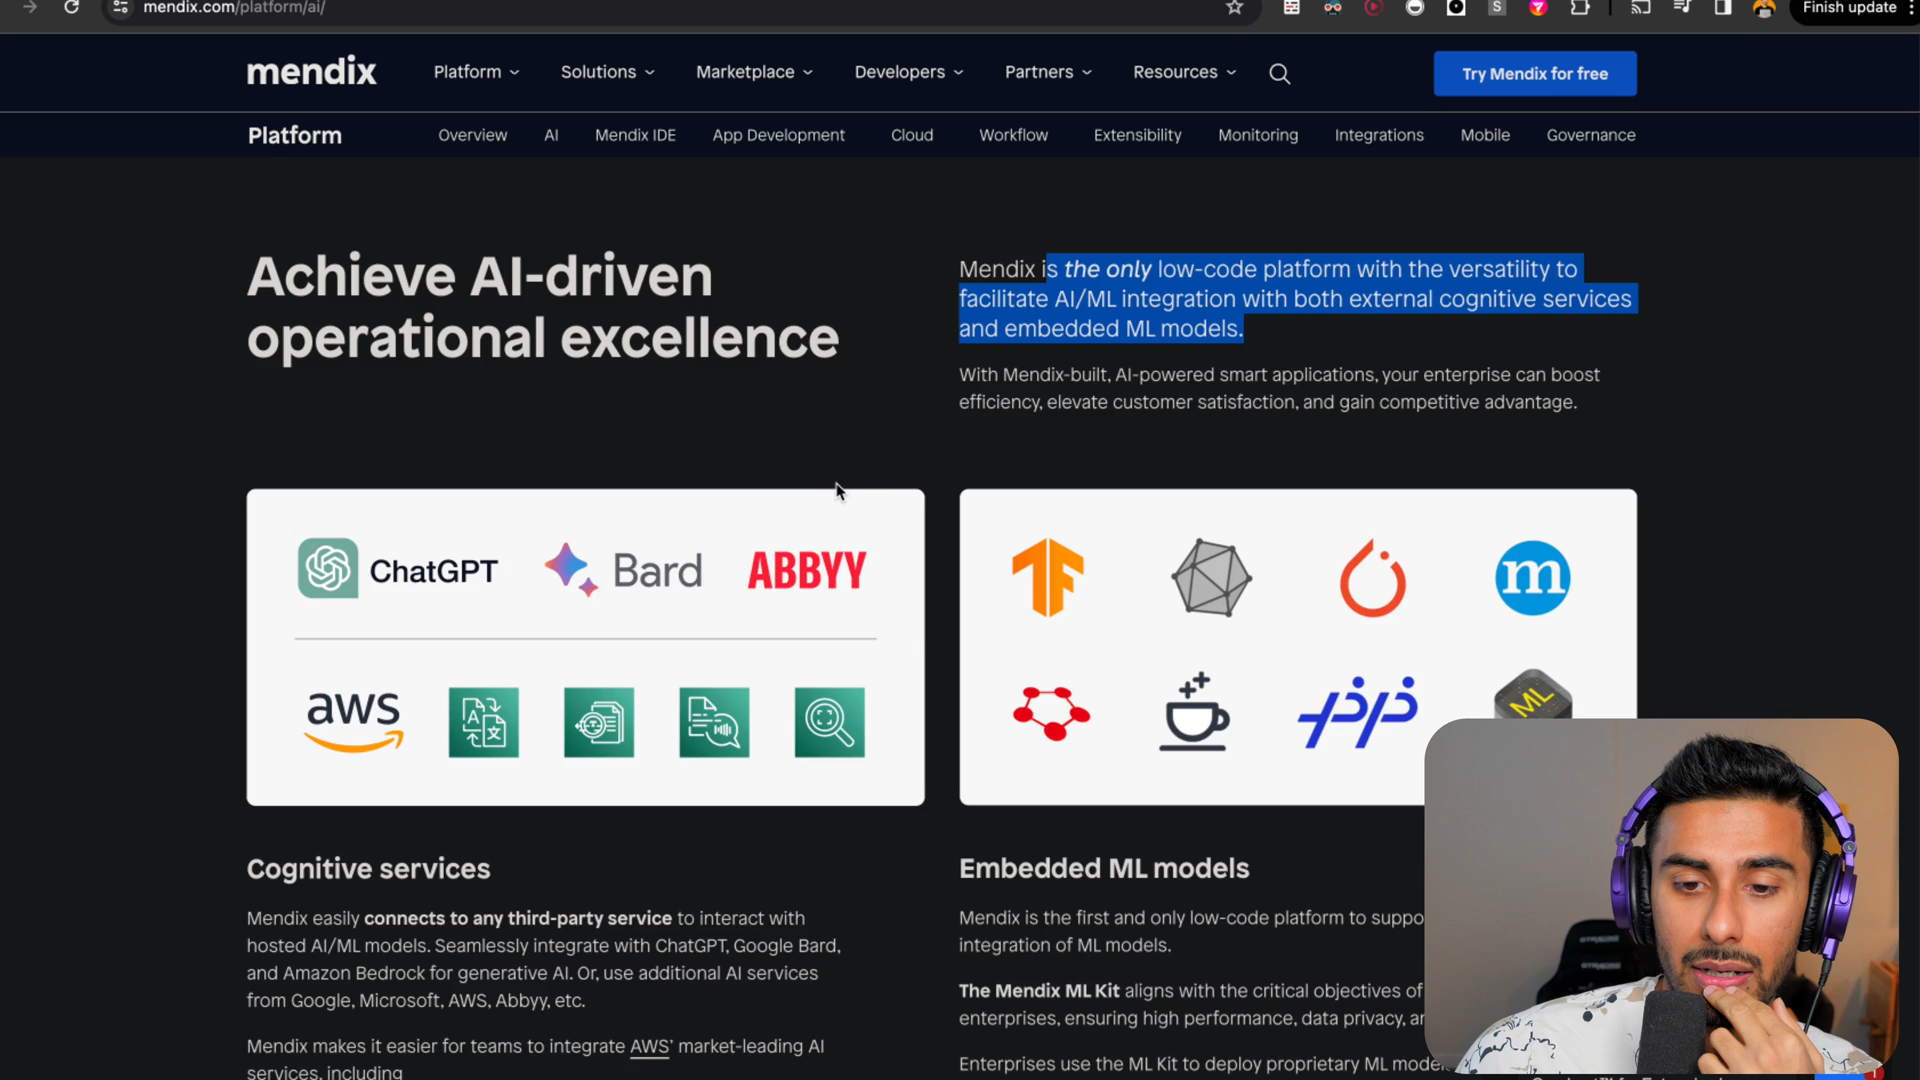 mendix.com/platform/ai/
S
Finish update
mendix
Platform
Solutions
Marketplace
Developers
Partners
Resources
Try Mendix for free
Platform
Overview
AI
Mendix IDE
App Development
Cloud
Workflow
Extensibility
Monitoring
Integrations
Mobile
Governance
Achieve AI-driven
operational excellence
Mendix is the only low-code platform with the versatility to
facilitate AI/ML integration with both external cognitive services
and embedded ML models.
With Mendix-built, AI-powered smart applications, your enterprise can boost
efficiency, elevate customer satisfaction, and gain competitive advantage.
ChatGPT
Bard
ABBYY
aws
A 文
m
ML
Cognitive services
Mendix easily connects to any third-party service to interact with
hosted AI/ML models. Seamlessly integrate with ChatGPT, Google Bard,
and Amazon Bedrock for generative AI. Or, use additional AI services
from Google, Microsoft, AWS, Abbyy, etc.
Mendix makes it easier for teams to integrate AWS' market-leading AI
services, including
Embedded ML models
Mendix is the first and only low-code platform to suppo
integration of ML models.
The Mendix ML Kit aligns with the critical objectives of
enterprises, ensuring high performance, data privacy, ar
Enterprises use the ML Kit to deploy proprietary ML mode